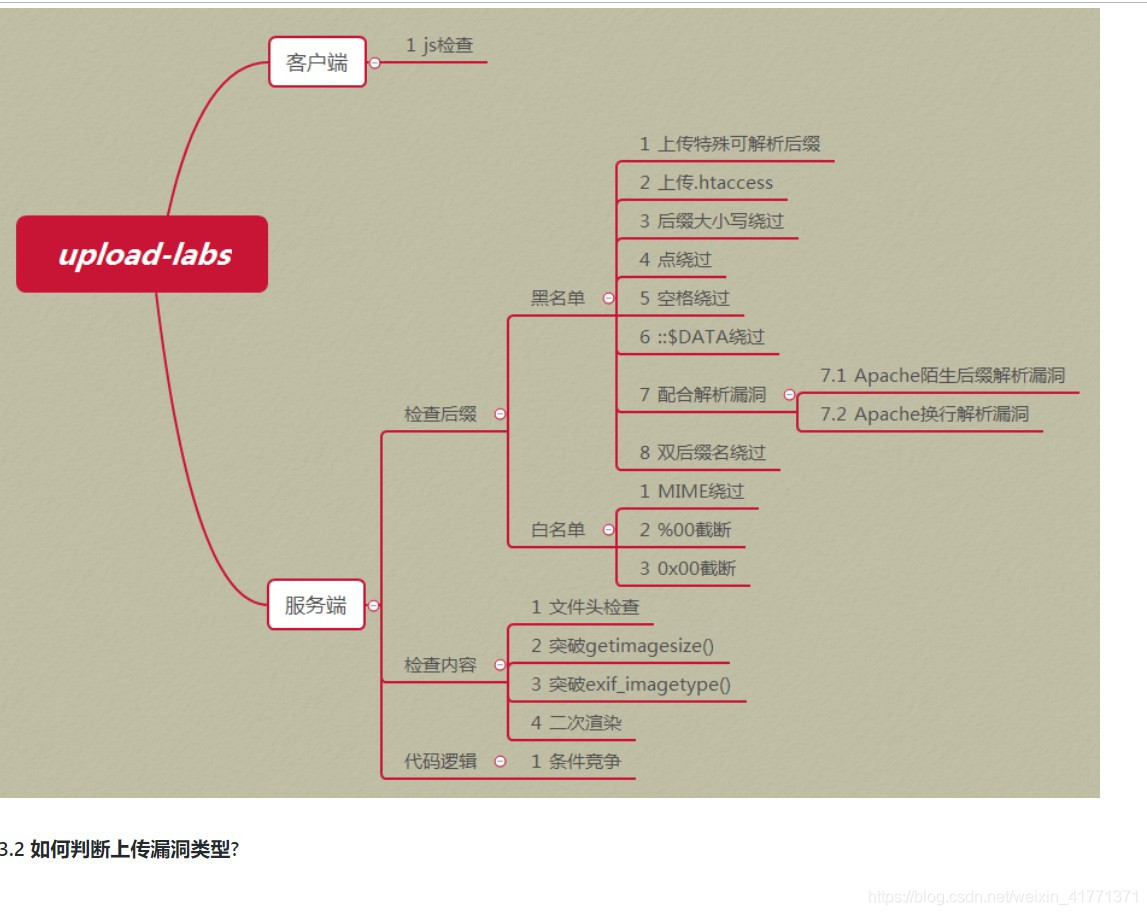 客户端
1 js检查
upload-labs
服务端
检查后缀
黑名单
1 上传特殊可解析后缀
2 上传.htaccess
3 后缀大小写绕过
4 点绕过
5 空格绕过
6 ::$DATA绕过
7 配合解析漏洞
7.1 Apache陌生后缀解析漏洞
7.2 Apache换行解析漏洞
8 双后缀名绕过
白名单
1 MIME绕过
2 %00截断
3 0x00截断
检查内容
1 文件头检查
2 突破getimagesize()
3 突破exif_imagetype()
4 二次渲染
代码逻辑
1 条件竞争
3.2 如何判断上传漏洞类型?
https://blog.csdn.net/weixin_41771371